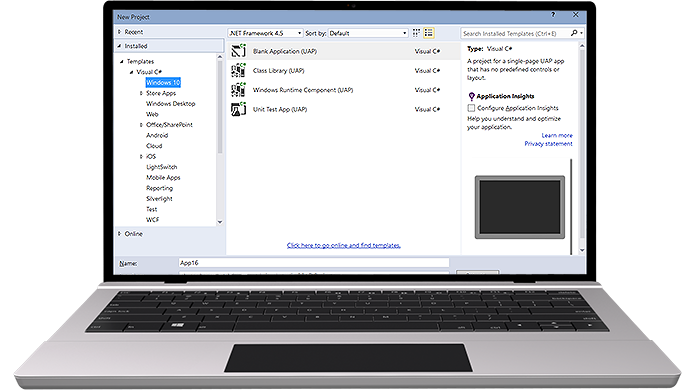 New Project
? ×
Recent
Installed
Templates
Visual C#
Windows 10
Store Apps
Windows Desktop
Web
Office/SharePoint
Android
Cloud
iOS
LightSwitch
Mobile Apps
Reporting
Silverlight
Test
WCF
Online
.NET Framework 4.5 Sort by: Default
Blank Application (UAP) Visual C#
Class Library (UAP) Visual C#
Windows Runtime Component (UAP) Visual C#
Unit Test App (UAP) Visual C#
Click here to go online and find templates.
Search Installed Templates (Ctrl+E)
Type: Visual C#
A project for a single-page UAP app
that has no predefined controls or
layout.
Application Insights
Configure Application Insights
Help you understand and optimize
your application.
Learn more
Privacy statement
Name: App16